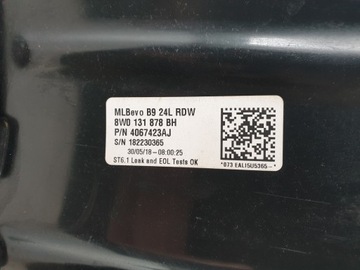 MLBevo B9 24L RDW
8W0 131 878 BH
P/N 4067423AJ
S/N 182230365
30/05/18 - 08:00:25
ST6.1 Leak and EOL Tests OK